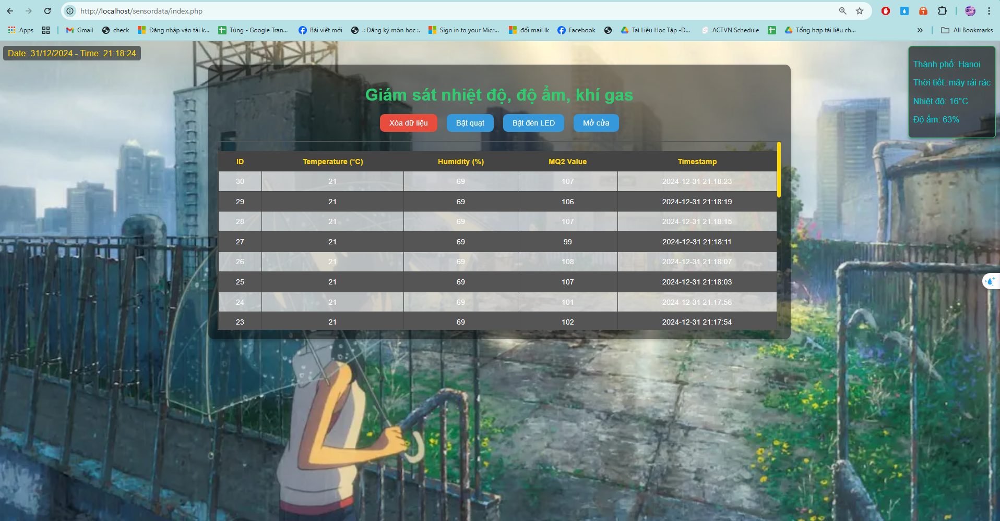 http://localhost/sensordata/index.php
Apps Gmail check Đăng nhập vào tài k... Tùng - Google Tran... Bài viết mới .: Đăng ký môn học :. Sign in to your Micr... đổi mail lk Facebook Tài Liệu Học Tập -D... ACTVN Schedule Tổng hợp tài liệu ch... » All Bookmarks
Date: 31/12/2024 - Time: 21:18:24
Thành phố: Hanoi
Thời tiết: mây rải rác
Nhiệt độ: 16°C
Độ ẩm: 63%
Giám sát nhiệt độ, độ ẩm, khí gas
Xóa dữ liệu Bật quạt Bật đèn LED Mở cửa
ID Temperature (°C) Humidity (%) MQ2 Value Timestamp
30 21 69 107 2024-12-31 21:18:23
29 21 69 106 2024-12-31 21:18:19
28 21 69 107 2024-12-31 21:18:15
27 21 69 99 2024-12-31 21:18:11
26 21 69 108 2024-12-31 21:18:07
25 21 69 107 2024-12-31 21:18:03
24 21 69 101 2024-12-31 21:17:58
23 21 69 102 2024-12-31 21:17:54